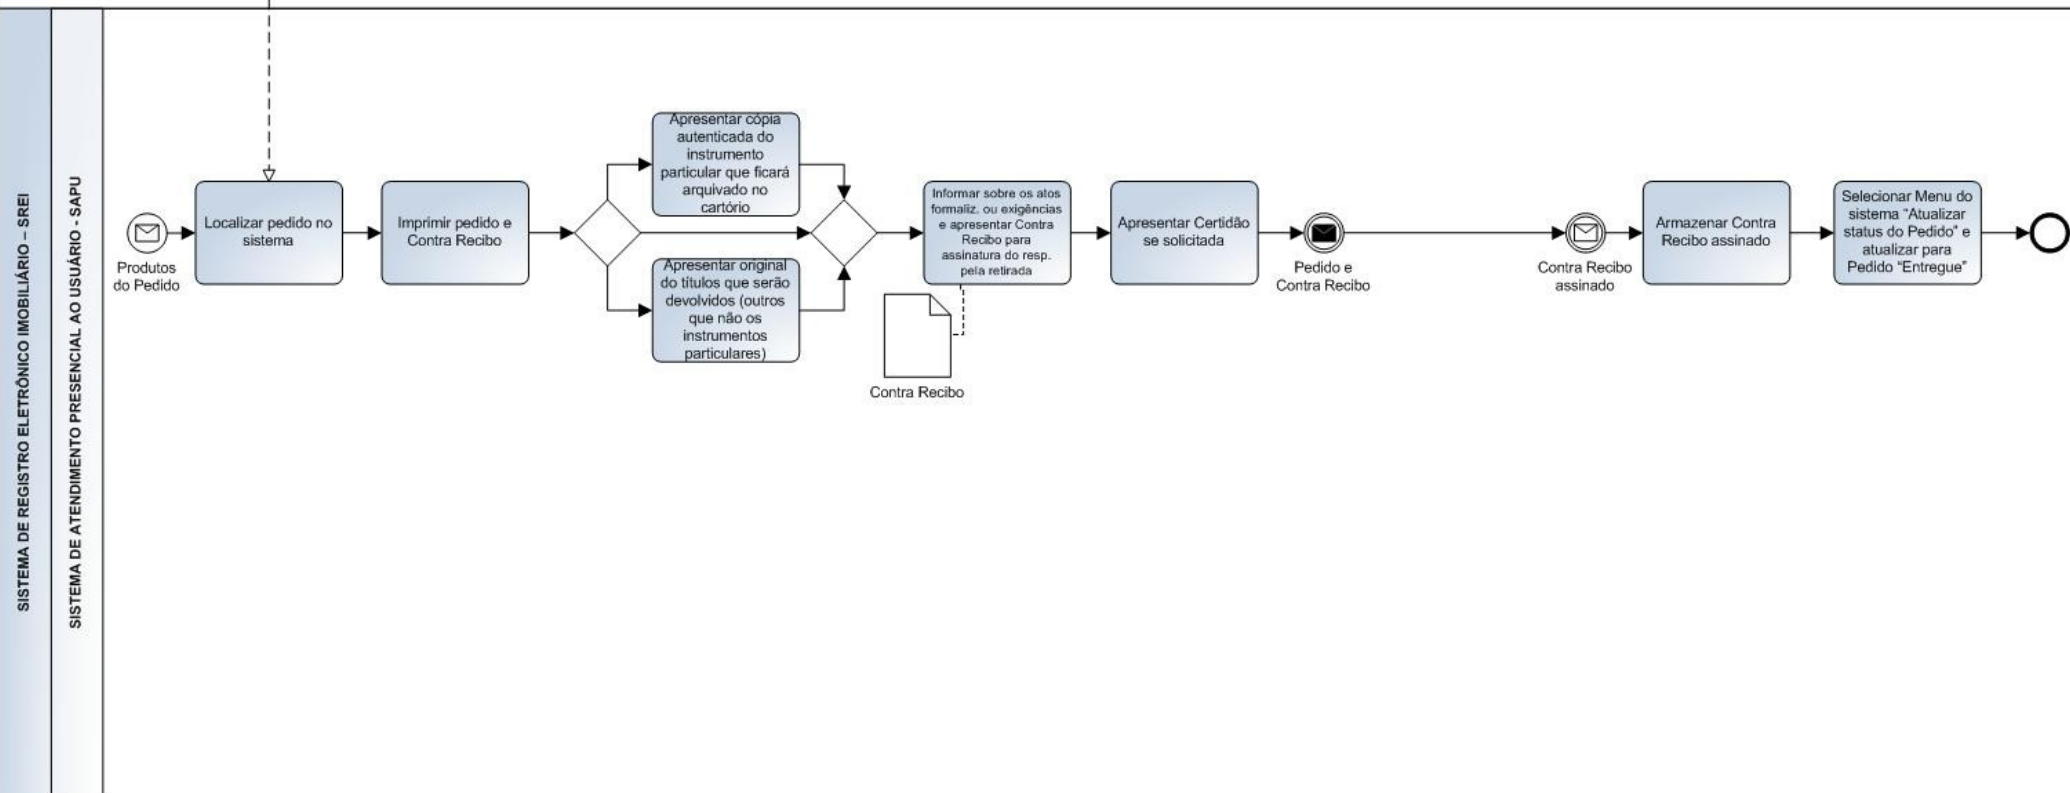 SISTEMA DE REGISTRO ELETRÔNICO IMOBILIÁRIO – SREI
SISTEMA DE ATENDIMENTO PRESENCIAL AO USUÁRIO - SAPU
Produtos
do Pedido
Localizar pedido no
sistema
Imprimir pedido e
Contra Recibo
Apresentar cópia
autenticada do
instrumento
particular que ficará
arquivado no
cartório
Apresentar original
do títulos que serão
devolvidos (outros
que não os
instrumentos
particulares)
Informar sobre os atos
formaliz. ou exigências
e apresentar Contra
Recibo para
assinatura do resp.
pela retirada
Contra Recibo
Apresentar Certidão
se solicitada
Pedido e
Contra Recibo
Contra Recibo
assinado
Armazenar Contra
Recibo assinado
Selecionar Menu do
sistema “Atualizar
status do Pedido” e
atualizar para
Pedido “Entregue”